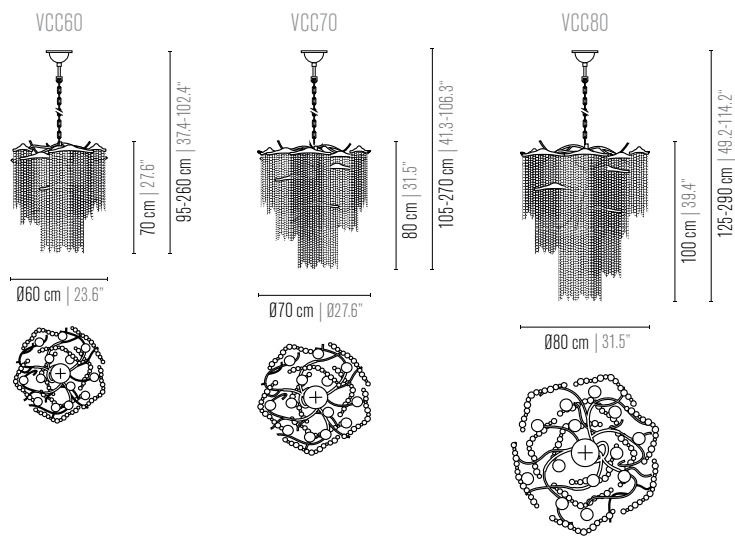 VCC60
VCC70
VCC80
70 cm | 27.6"
95-260 cm | 37.4-102.4"
80 cm | 31.5"
105-270 cm | 41.3-106.3"
100 cm | 39.4"
125-290 cm | 49.2-114.2"
Ø60 cm | 23.6"
Ø70 cm | Ø27.6"
Ø80 cm | 31.5"